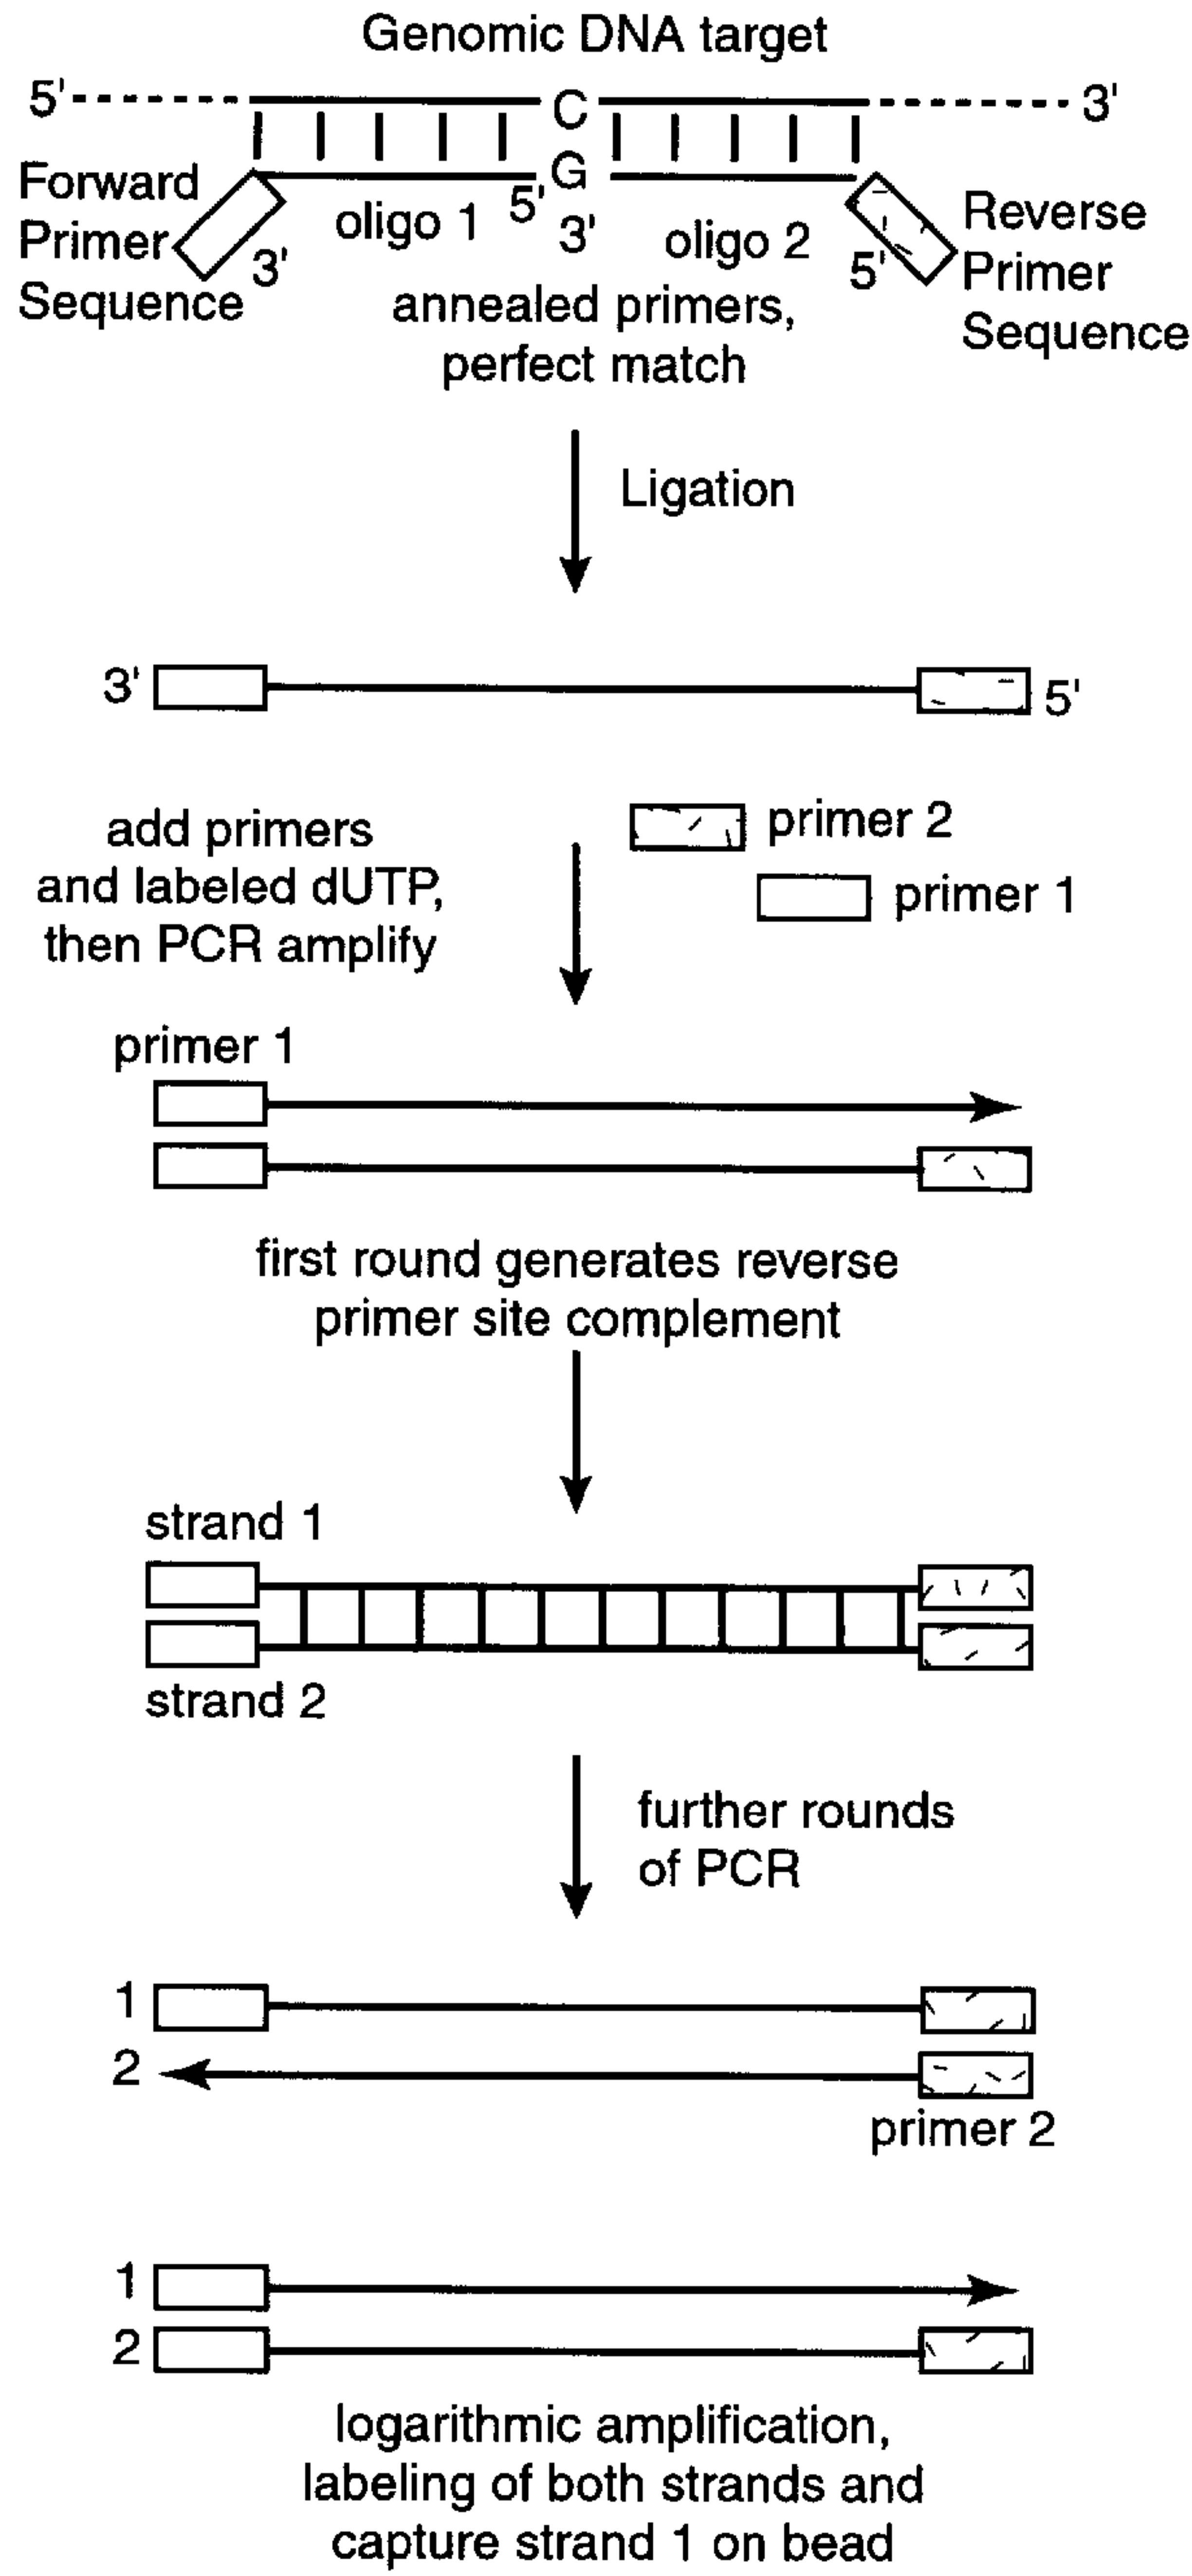 Genomic DNA target
5' C 3'
G
Forward
Primer
Sequence
3'
oligo 1
5'
3'
oligo 2
5'
Reverse
Primer
Sequence
annealed primers,
perfect match
Ligation
3' 5'
add primers
and labeled dUTP,
then PCR amplify
primer 2
primer 1
primer 1
first round generates reverse
primer site complement
strand 1
strand 2
further rounds
of PCR
1
2
primer 2
1
2
logarithmic amplification,
labeling of both strands and
capture strand 1 on bead